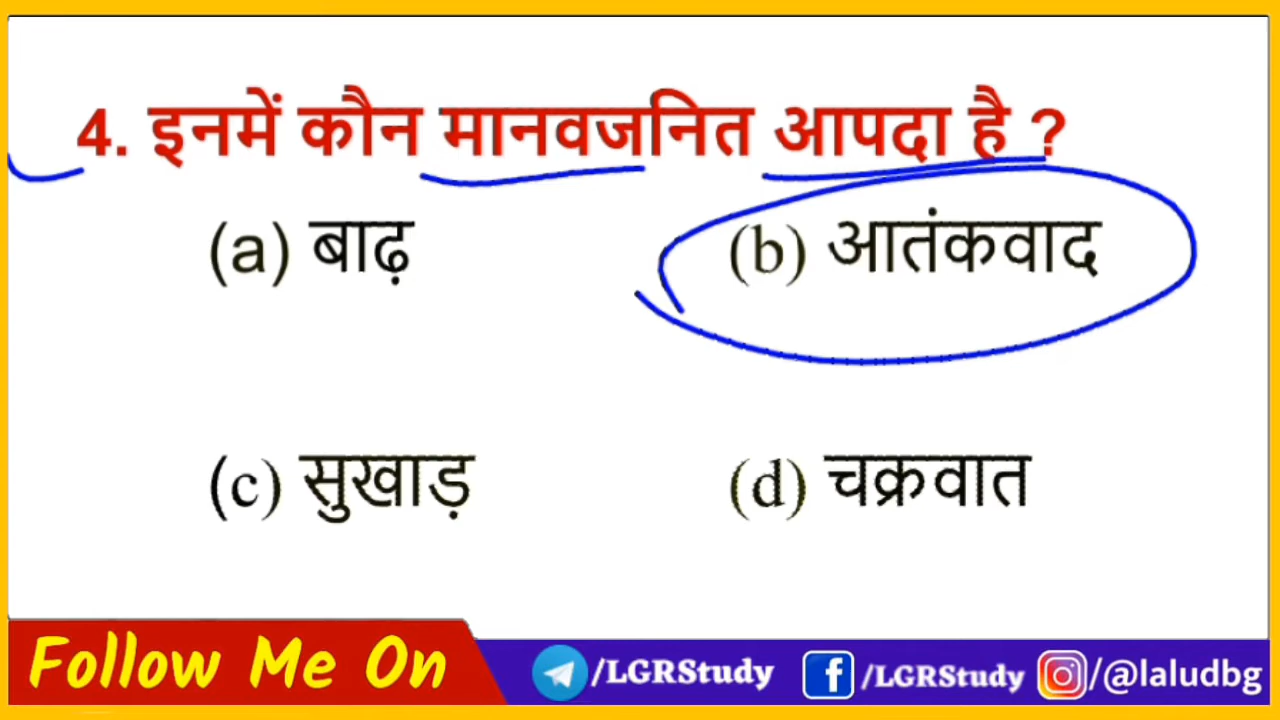 4. इनमें कौन मानवजनित आपदा है ?
(a) बाढ़ (b) आतंकवाद
(c) सुखाड़ (d) चक्रवात
Follow Me On /LGRStudy /LGRStudy /@laludbg